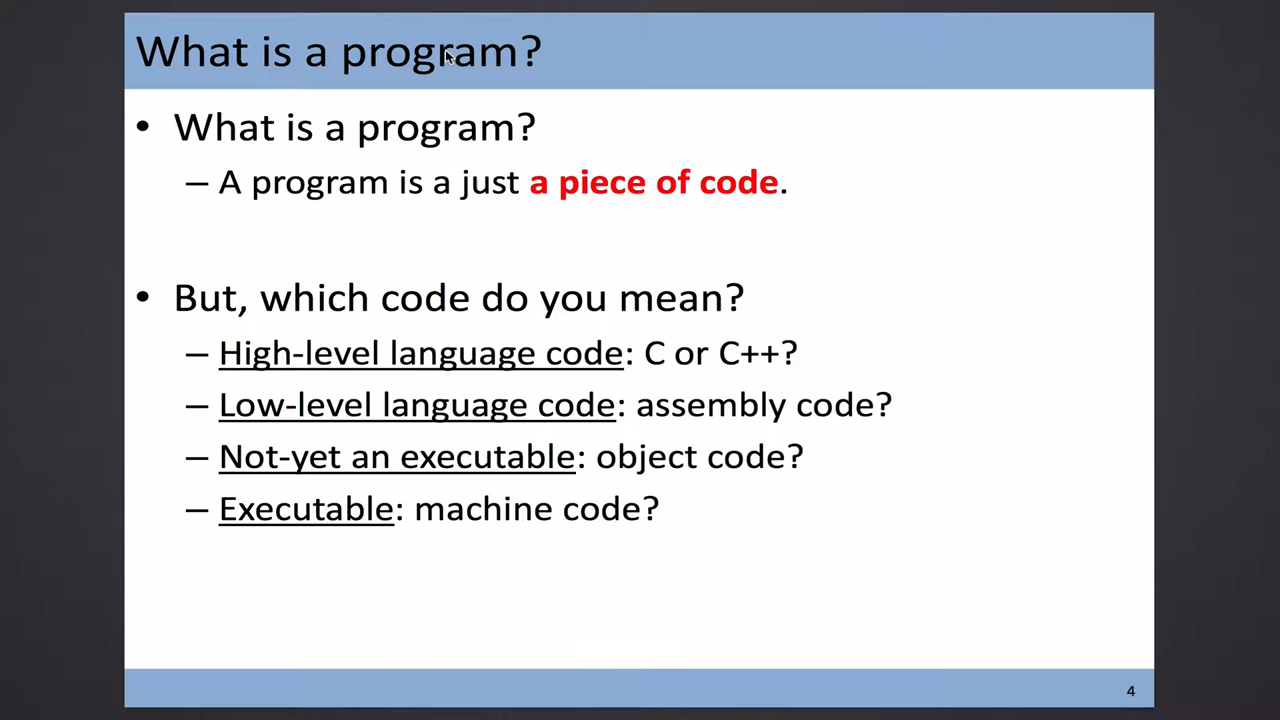 What is a program?
• What is a program?
– A program is a just a piece of code.
• But, which code do you mean?
– High-level language code: C or C++?
– Low-level language code: assembly code?
– Not-yet an executable: object code?
– Executable: machine code?
4